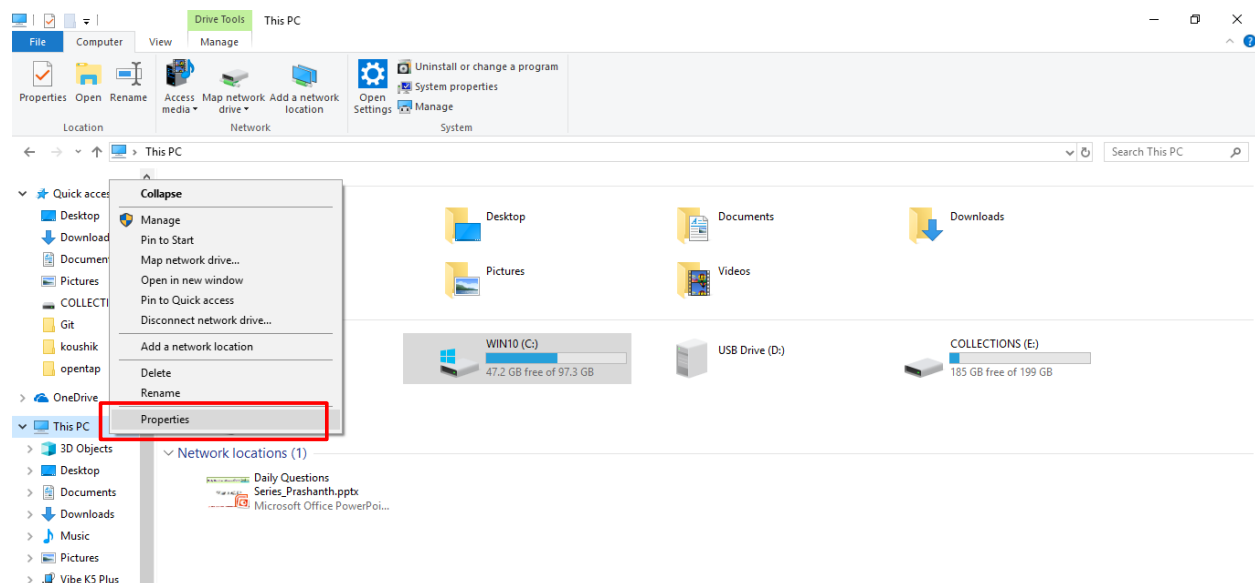 Drive Tools This PC
File Computer View Manage
Properties Open Rename
Access media Map network drive Add a network location
Open Settings
Uninstall or change a program
System properties
Manage
Location Network System
This PC
Search This PC
Quick acces
Desktop
Download
Documen
Pictures
COLLECTI
Git
koushik
opentap
OneDrive
This PC
3D Objects
Desktop
Documents
Downloads
Music
Pictures
Vibe K5 Plus
Collapse
Manage
Pin to Start
Map network drive...
Open in new window
Pin to Quick access
Disconnect network drive...
Add a network location
Delete
Rename
Properties
Desktop
Documents
Downloads
Pictures
Videos
WIN10 (C:)
47.2 GB free of 97.3 GB
USB Drive (D:)
COLLECTIONS (E:)
185 GB free of 199 GB
Network locations (1)
Daily Questions
Series_Prashanth.pptx
Microsoft Office PowerPoi...